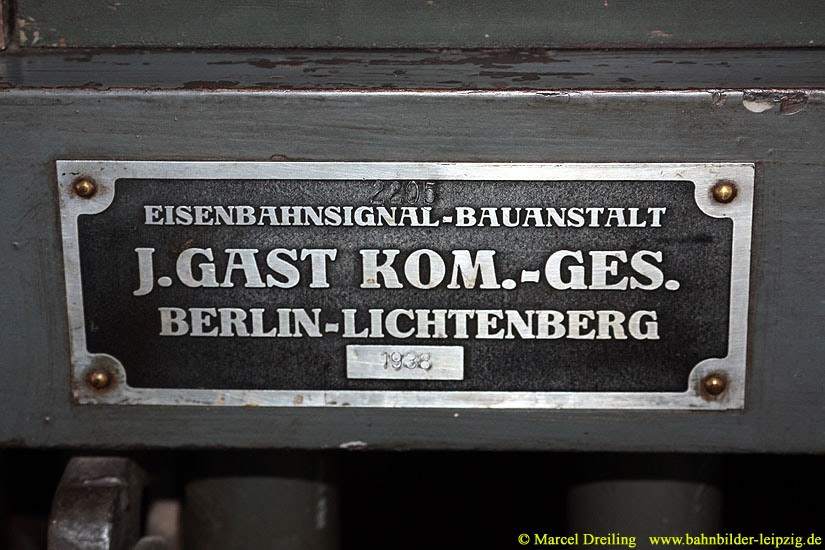 2205
EISENBAHNSIGNAL-BAUANSTALT
J.GAST KOM.-GES.
BERLIN-LICHTENBERG
1938
© Marcel Dreiling www.bahnbilder-leipzig.de